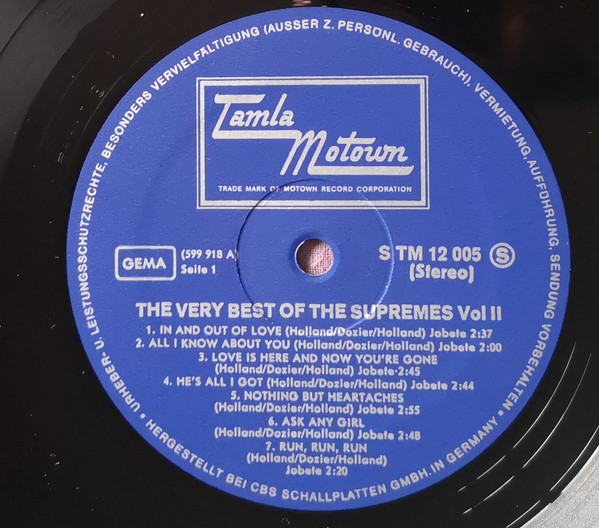 URHEBER- U. LEISTUNGSSCHUTZRECHTE, BESONDERS VERVIELFÄLTIGUNG (AUSSER Z. PERSÖNL. GEBRAUCH), VERMIETUNG, AUFFÜHRUNG, SENDUNG VORBEHALTEN •
Tamla
Motown
TRADE MARK OF MOTOWN RECORD CORPORATION
GEMA
(599 918 A)
Seite 1
S TM 12 005 S
(Stereo)
THE VERY BEST OF THE SUPREMES Vol II
1. IN AND OUT OF LOVE (Holland/Dozier/Holland) Jobete 2:37
2. ALL I KNOW ABOUT YOU (Holland/Dozier/Holland) Jobete 2:00
3. LOVE IS HERE AND NOW YOU'RE GONE
(Holland/Dozier/Holland) Jobete 2:45
4. HE'S ALL I GOT (Holland/Dozier/Holland) Jobete 2:44
5. NOTHING BUT HEARTACHES
(Holland/Dozier/Holland) Jobete 2:55
6. ASK ANY GIRL
(Holland/Dozier/Holland) Jobete 2:48
7. RUN, RUN, RUN
(Holland/Dozier/Holland)
Jobete 2:20
• HERGESTELLT BEI CBS SCHALLPLATTEN GMBH. IN GERMANY •